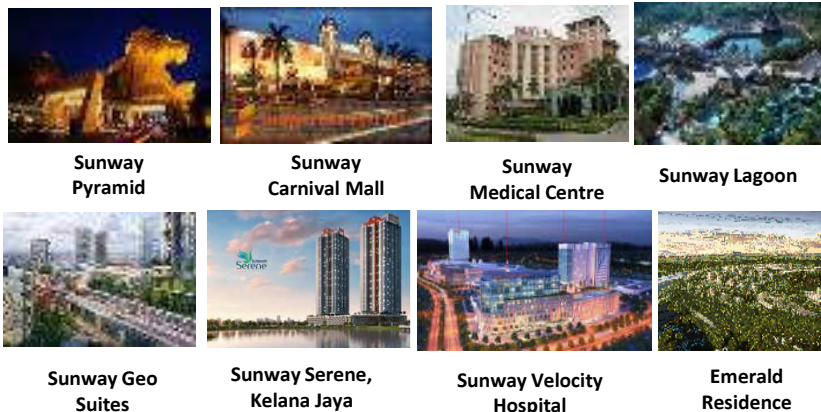 Sunway
Pyramid
Sunway
Carnival Mall
Sunway
Medical Centre
Sunway Lagoon
Serene
Sunway Geo
Suites
Sunway Serene,
Kelana Jaya
Sunway Velocity
Hospital
Emerald
Residence